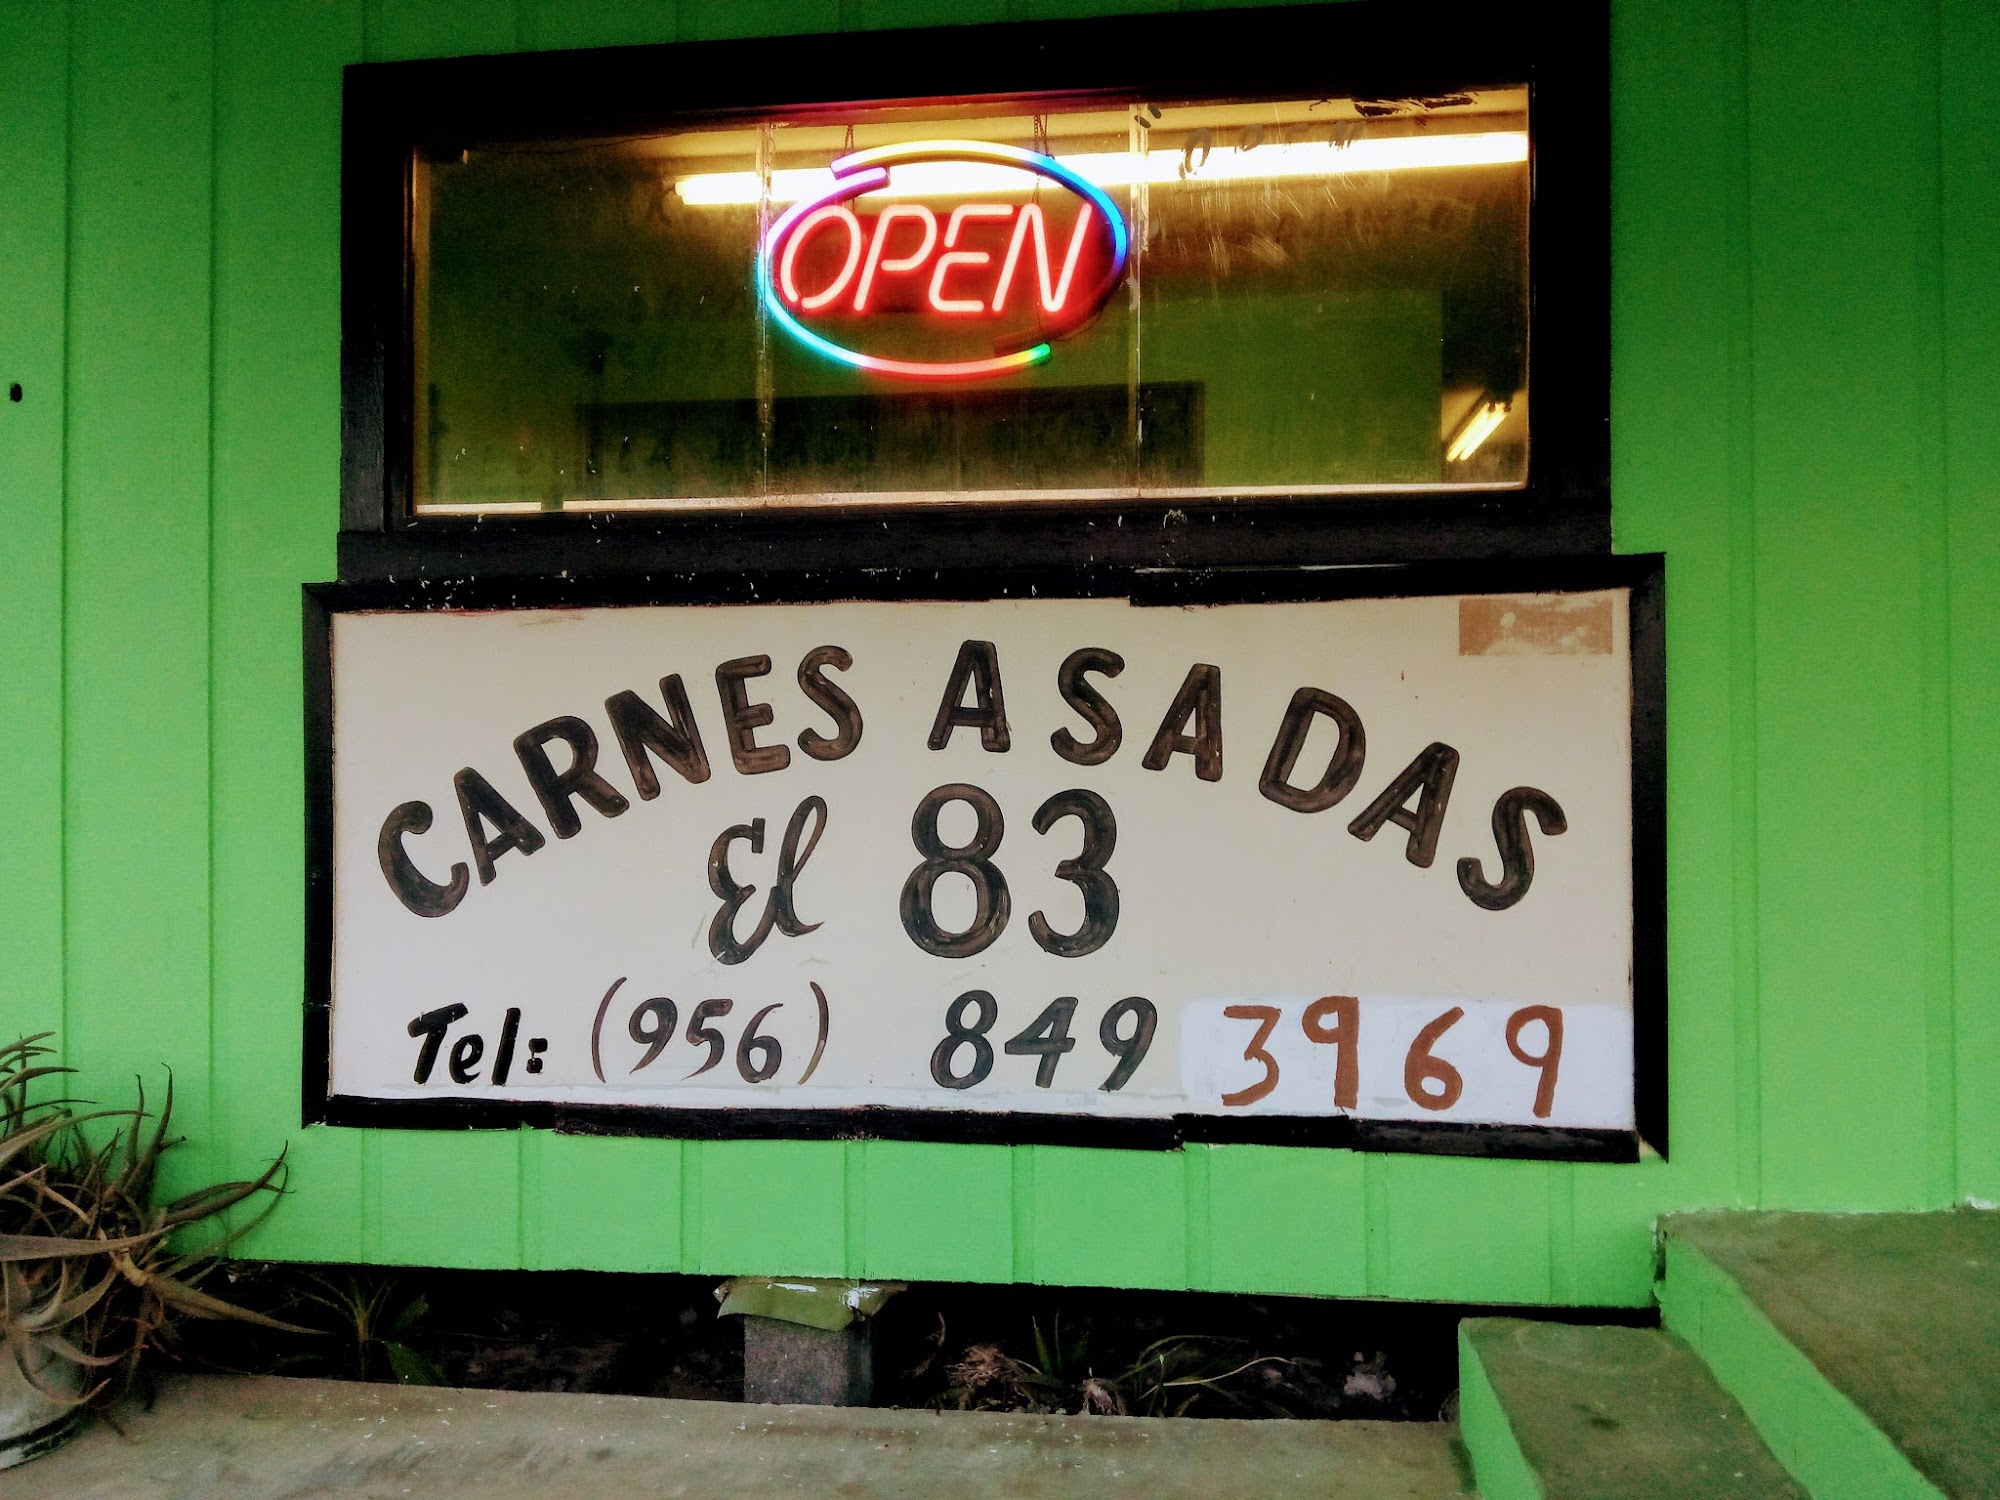 OPEN
CARNES ASADAS
El 83
Tel: (956) 849 3969